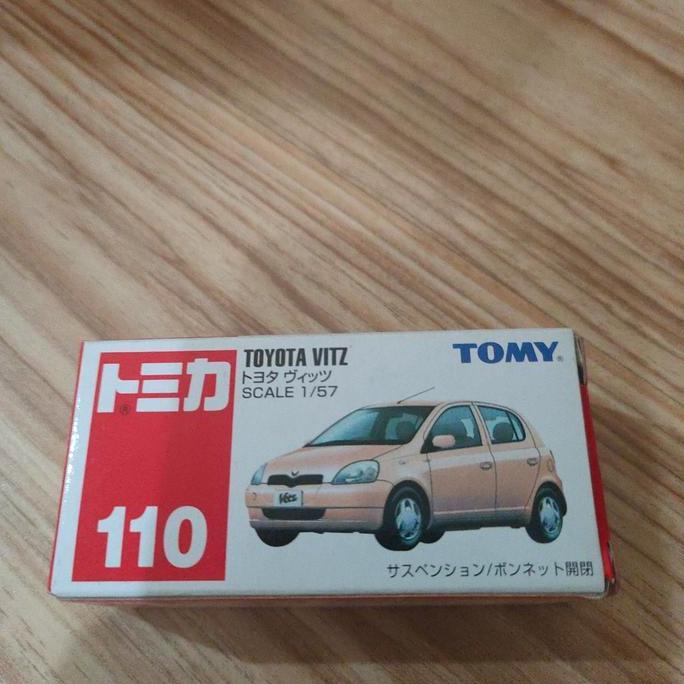 トミカ®
110
TOYOTA VITZ
トヨタ ヴィッツ
SCALE 1/57
TOMY®
Vitz
サスペンション/ボンネット開閉